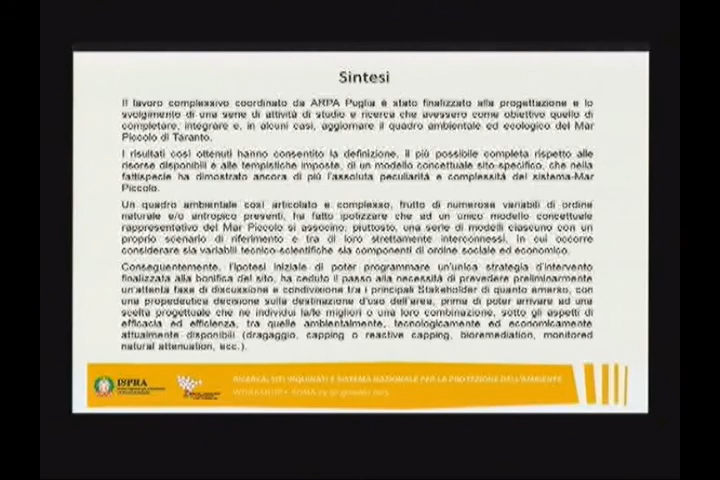 Sintesi
Il lavoro complessivo coordinato da ARPA Puglia è stato finalizzato alla progettazione e lo
svolgimento di una serie di attività di studio e ricerca che avessero come obiettivo quello di
completare, integrare e, in alcuni casi, aggiornare il quadro ambientale ed ecologico del Mar
Piccolo di Taranto.
I risultati così ottenuti hanno consentito la definizione, il più possibile completa rispetto alle
risorse disponibili e alle tempistiche imposte, di un modello concettuale sito-specifico, che nella
fattispecie ha dimostrato ancora di più l'assoluta peculiarità e complessità del sistema-Mar
Piccolo.
Un quadro ambientale così articolato e complesso, frutto di numerose variabili di ordine
naturale e/o antropico presenti, ha fatto ipotizzare che ad un unico modello concettuale
rappresentativo del Mar Piccolo si associno, piuttosto, una serie di modelli ciascuno con un
proprio scenario di riferimento e tra di loro strettamente interconnessi, in cui occorre
considerare sia variabili tecnico-scientifiche sia componenti di ordine sociale ed economico.
Conseguentemente, l'ipotesi iniziale di poter programmare un'unica strategia d'intervento
finalizzata alla bonifica del sito, ha ceduto il passo alla necessità di prevedere preliminarmente
un'attenta fase di discussione e condivisione tra i principali Stakeholder di quanto emerso, con
una propedeutica decisione sulla destinazione d'uso dell'area, prima di poter arrivare ad una
scelta progettuale che ne individui la/le migliori o una loro combinazione, sotto gli aspetti di
efficacia ed efficienza, tra quelle ambientalmente, tecnologicamente ed economicamente
attualmente disponibili (dragaggio, capping o reactive capping, bioremediation, monitored
natural attenuation, ecc.).
ISPRA
RICERCA, SITI INQUINATI E SISTEMA NAZIONALE PER LA PROTEZIONE DELL'AMBIENTE
WORKSHOP • ROMA